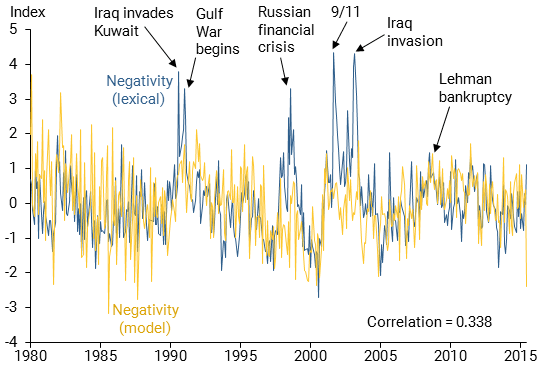 Index
Iraq invades
Kuwait
Gulf
War
begins
Russian
financial
crisis
9/11
Iraq
invasion
Negativity
(lexical)
Lehman
bankruptcy
Negativity
(model)
Correlation = 0.338
5
4
3
2
1
0
-1
-2
-3
-4
1980
1985
1990
1995
2000
2005
2010
2015